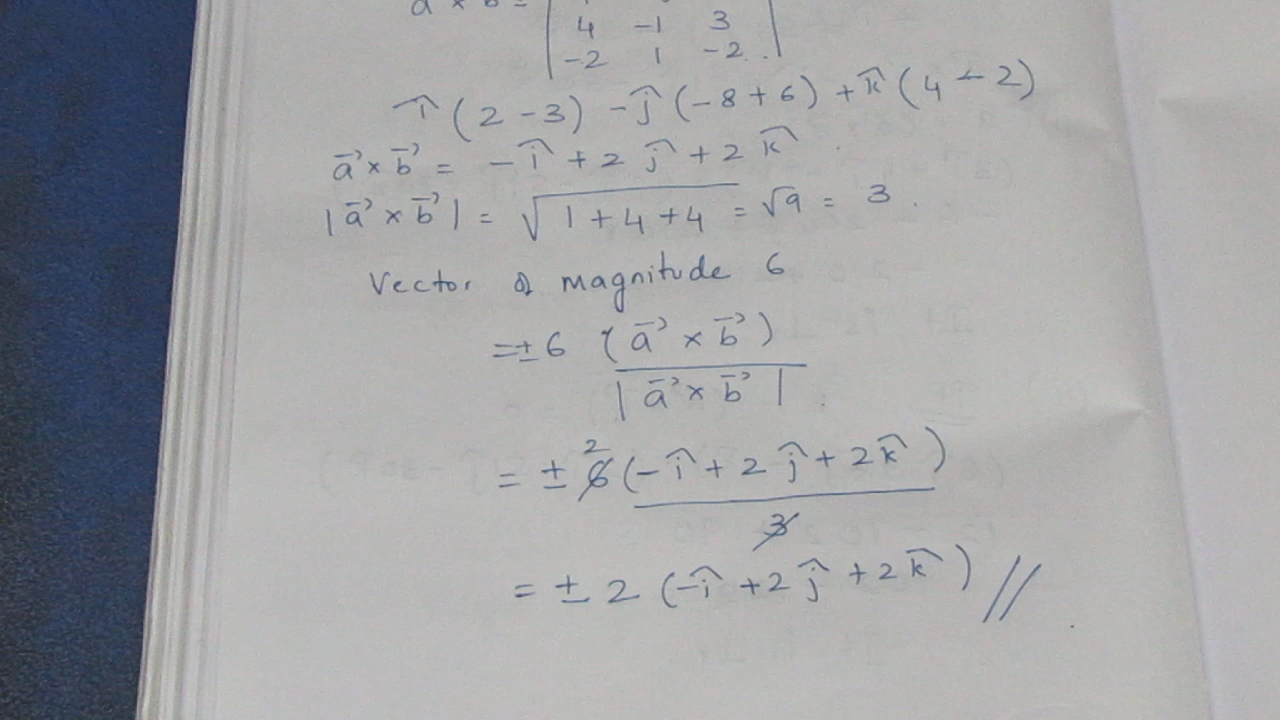 a × b =
4 -1 3
-2 1 -2
î (2 - 3) - ĵ (-8 + 6) + k̂ (4 - 2)
a⃗ × b⃗ = -î + 2 ĵ + 2 k̂
|a⃗ × b⃗| = √1 + 4 + 4 = √9 = 3.
Vector of magnitude 6
= ± 6 (a⃗ × b⃗)
|a⃗ × b⃗|
2
= ± 6 (-î + 2 ĵ + 2 k̂)
3
= ± 2 (-î + 2 ĵ + 2 k̂) //